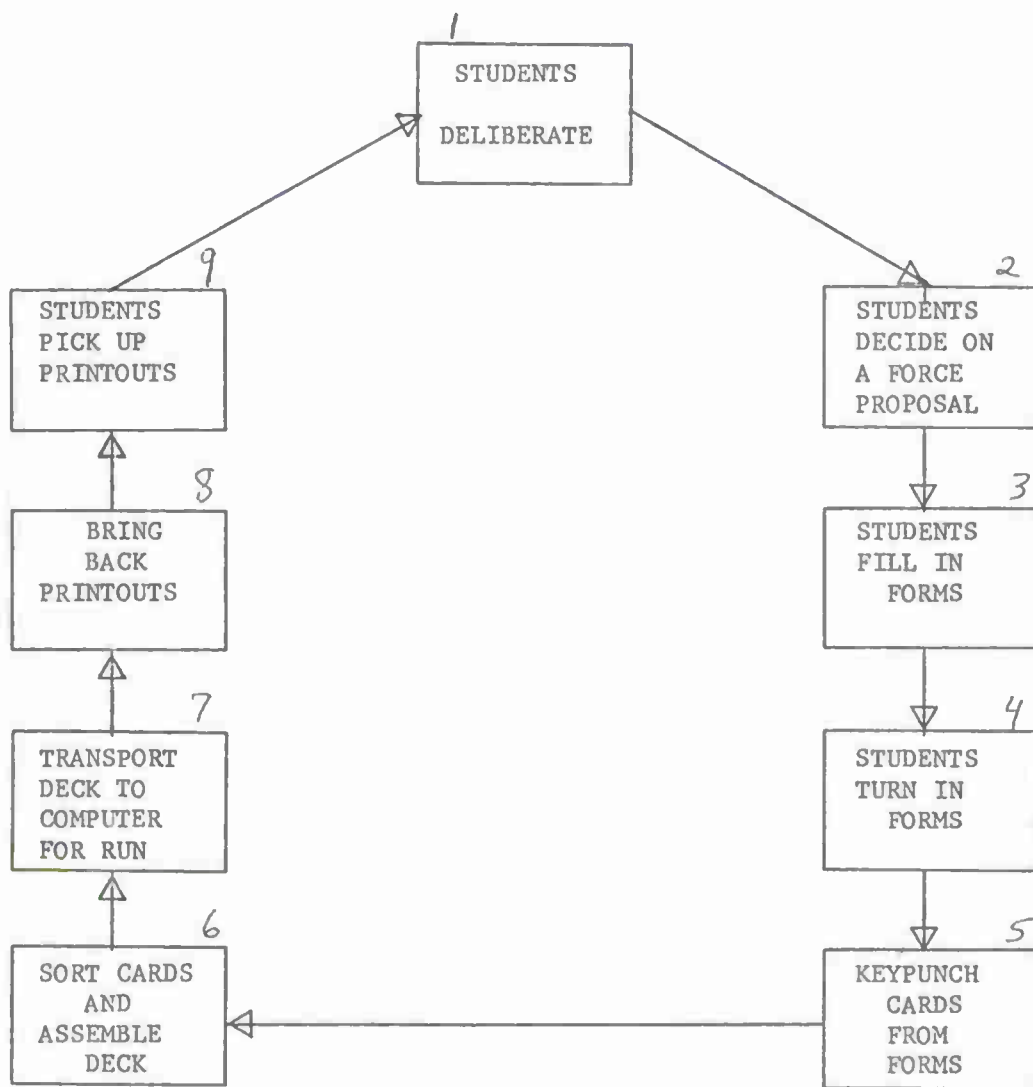 1
STUDENTS
DELIBERATE
2
STUDENTS
DECIDE ON
A FORCE
PROPOSAL
3
STUDENTS
FILL IN
FORMS
4
STUDENTS
TURN IN
FORMS
5
KEYPUNCH
CARDS
FROM
FORMS
6
SORT CARDS
AND
ASSEMBLE
DECK
7
TRANSPORT
DECK TO
COMPUTER
FOR RUN
8
BRING
BACK
PRINTOUTS
9
STUDENTS
PICK UP
PRINTOUTS